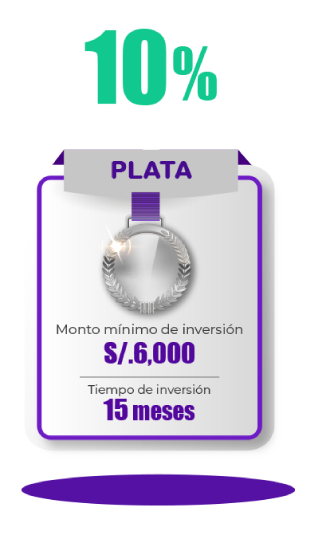 10%
PLATA
Monto mínimo de inversión
S/.6,000
Tiempo de inversión
15 meses